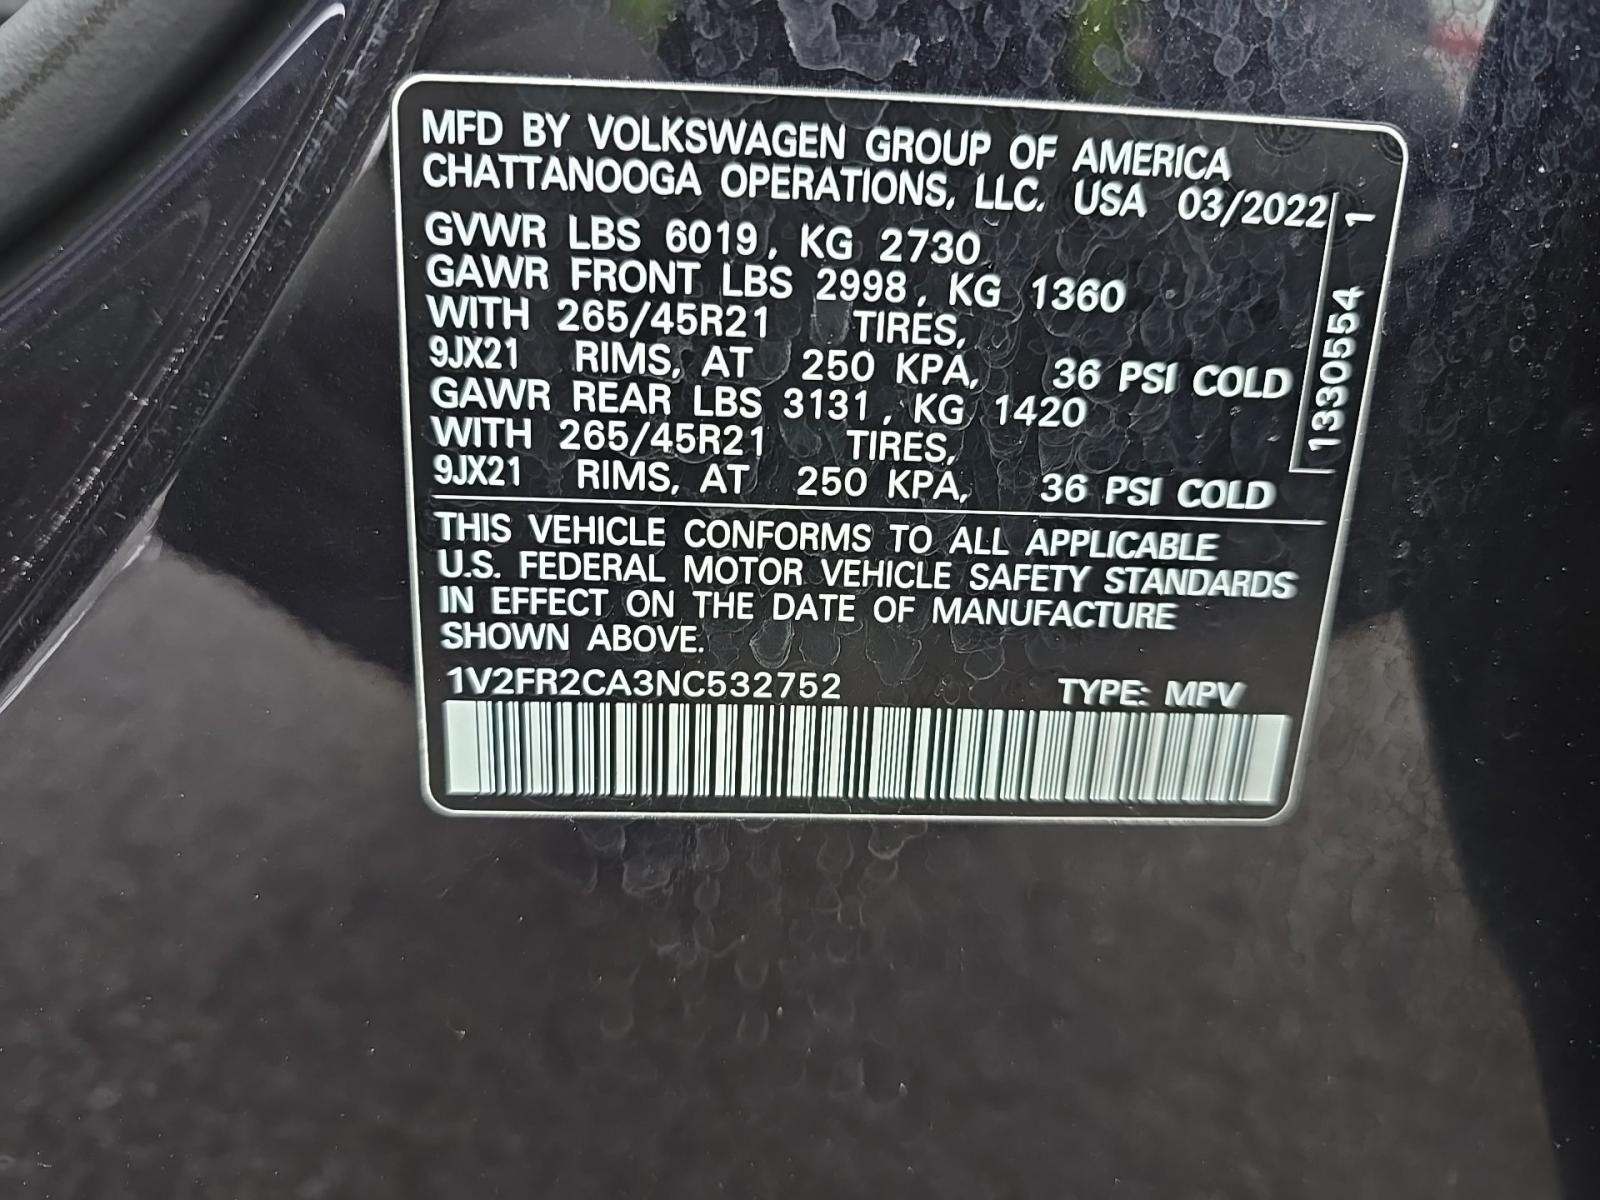 MFD BY VOLKSWAGEN GROUP OF AMERICA
CHATTANOOGA OPERATIONS, LLC. USA 03/2022
GVWR LBS 6019, KG 2730
GAWR FRONT LBS 2998, KG 1360
WITH 265/45R21 TIRES,
9JX21 RIMS, AT 250 KPA, 36 PSI COLD
GAWR REAR LBS 3131, KG 1420
WITH 265/45R21 TIRES,
9JX21 RIMS, AT 250 KPA, 36 PSI COLD
1330554 1
THIS VEHICLE CONFORMS TO ALL APPLICABLE
U.S. FEDERAL MOTOR VEHICLE SAFETY STANDARDS
IN EFFECT ON THE DATE OF MANUFACTURE
SHOWN ABOVE.
1V2FR2CA3NC532752 TYPE: MPV